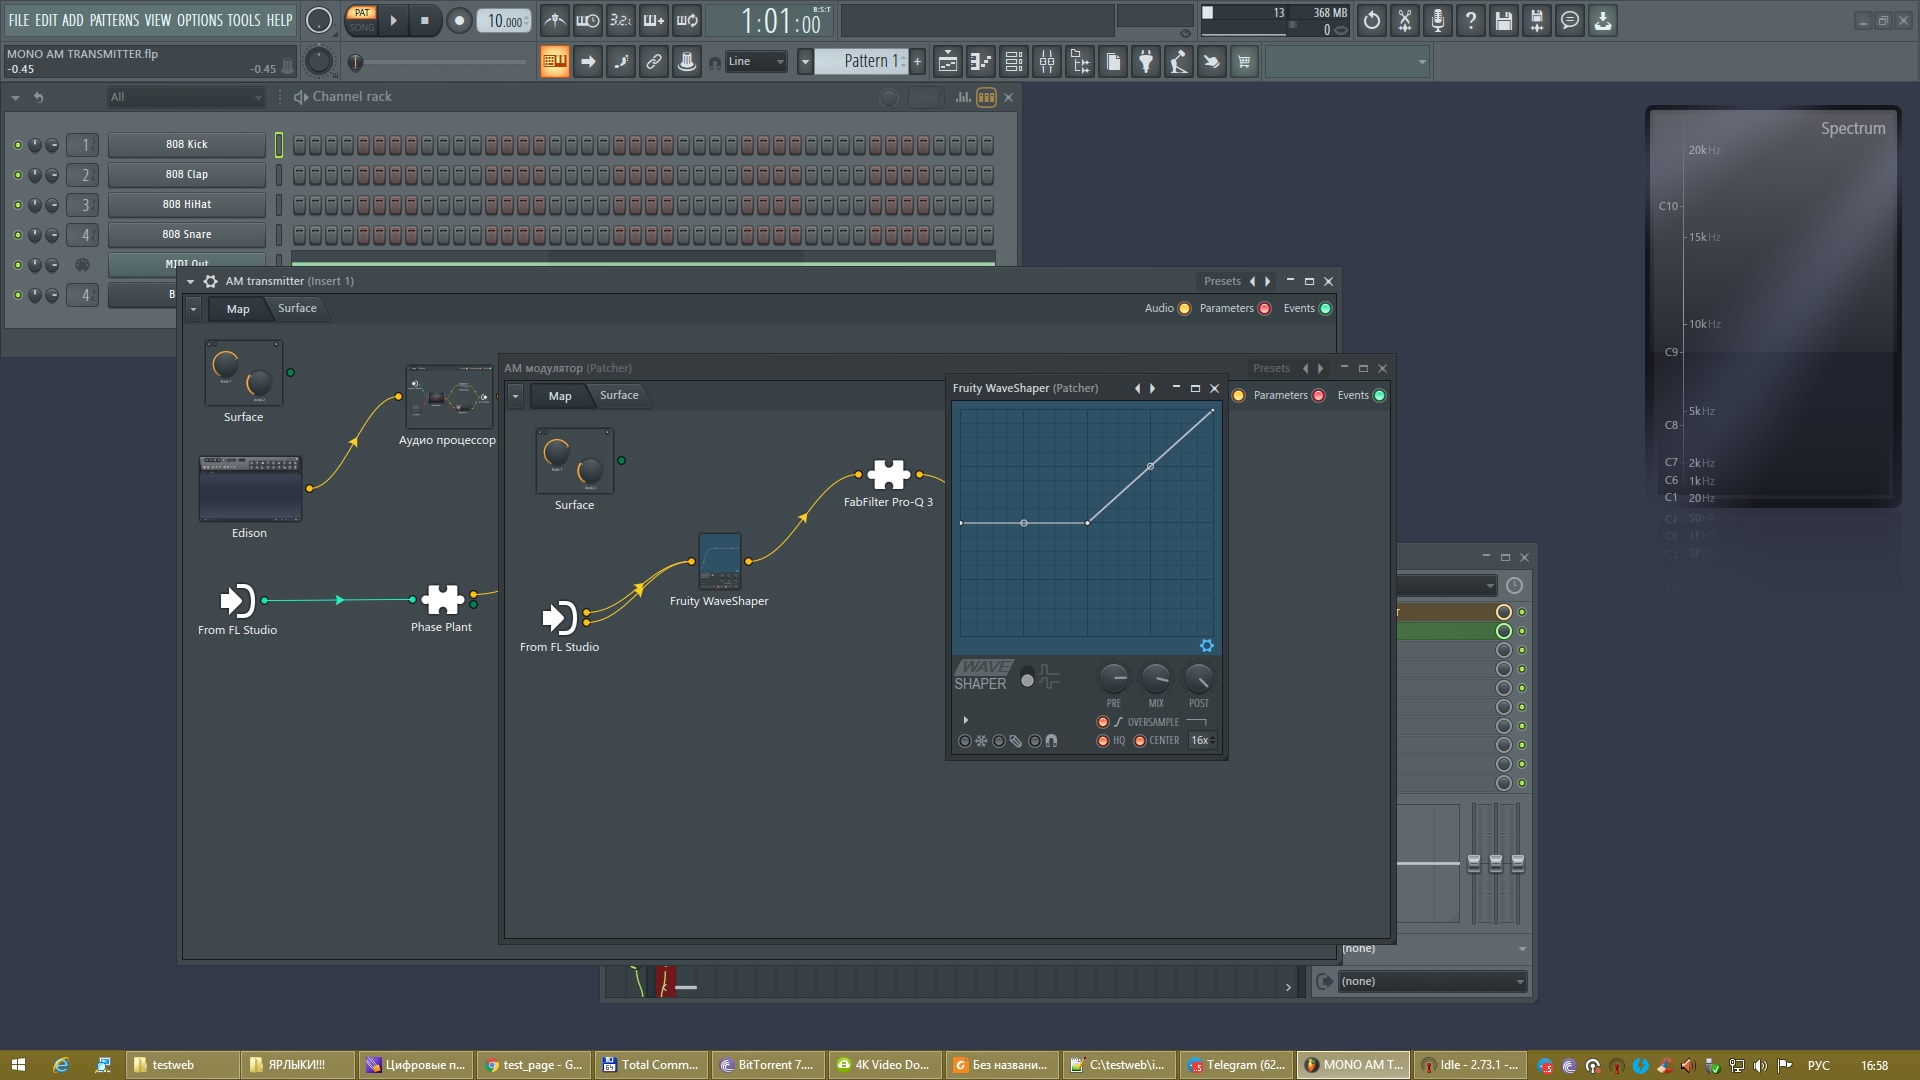 FILE EDIT ADD PATTERNS VIEW OPTIONS TOOLS HELP
PAT
SONG
10.000
3.2.
1:01:00
B:S:T
13
368 MB
0
MONO AM TRANSMITTER.flp
-0.45
-0.45
Line
Pattern 1
All
Channel rack
1
808 Kick
2
808 Clap
3
808 HiHat
4
808 Snare
MIDI Out
4
AM transmitter (Insert 1)
Presets
Map
Surface
Audio
Parameters
Events
Surface
Аудио процессор
Edison
From FL Studio
Phase Plant
АМ модулятор (Patcher)
Presets
Map
Surface
Parameters
Events
Surface
From FL Studio
Fruity WaveShaper
FabFilter Pro-Q 3
Fruity WaveShaper (Patcher)
WAVE
SHAPER
PRE
MIX
POST
OVERSAMPLE
HQ
CENTER
16x
Spectrum
20kHz
C10
15kHz
10kHz
C9
5kHz
C8
C7
2kHz
C6
1kHz
C1
20Hz
(none)
(none)
testweb
ЯРЛЫКИ!!!
Цифровые п...
test_page - G...
Total Comm...
BitTorrent 7....
4K Video Do...
Без названи...
C:\testweb\i...
Telegram (62...
MONO AM T...
Idle - 2.73.1 -...
РУС
16:58